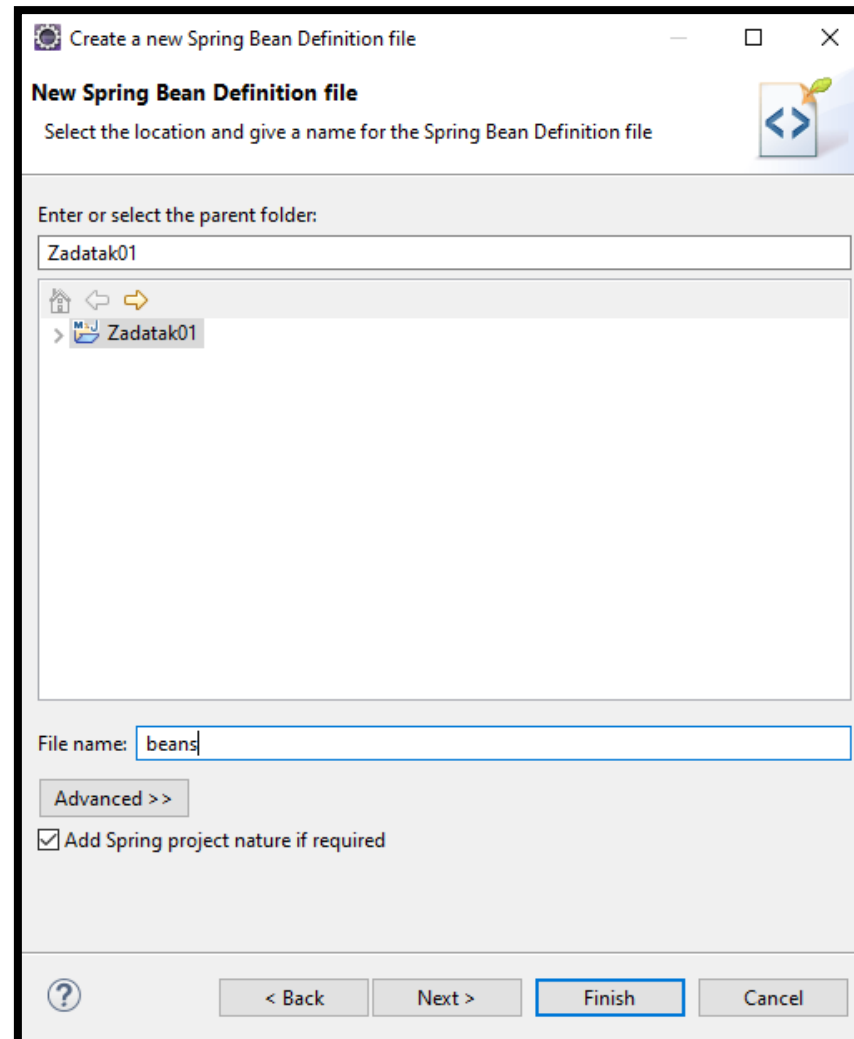 Create a new Spring Bean Definition file
New Spring Bean Definition file
Select the location and give a name for the Spring Bean Definition file
Enter or select the parent folder:
Zadatak01
Zadatak01
File name: beans
Advanced >>
Add Spring project nature if required
< Back Next > Finish Cancel